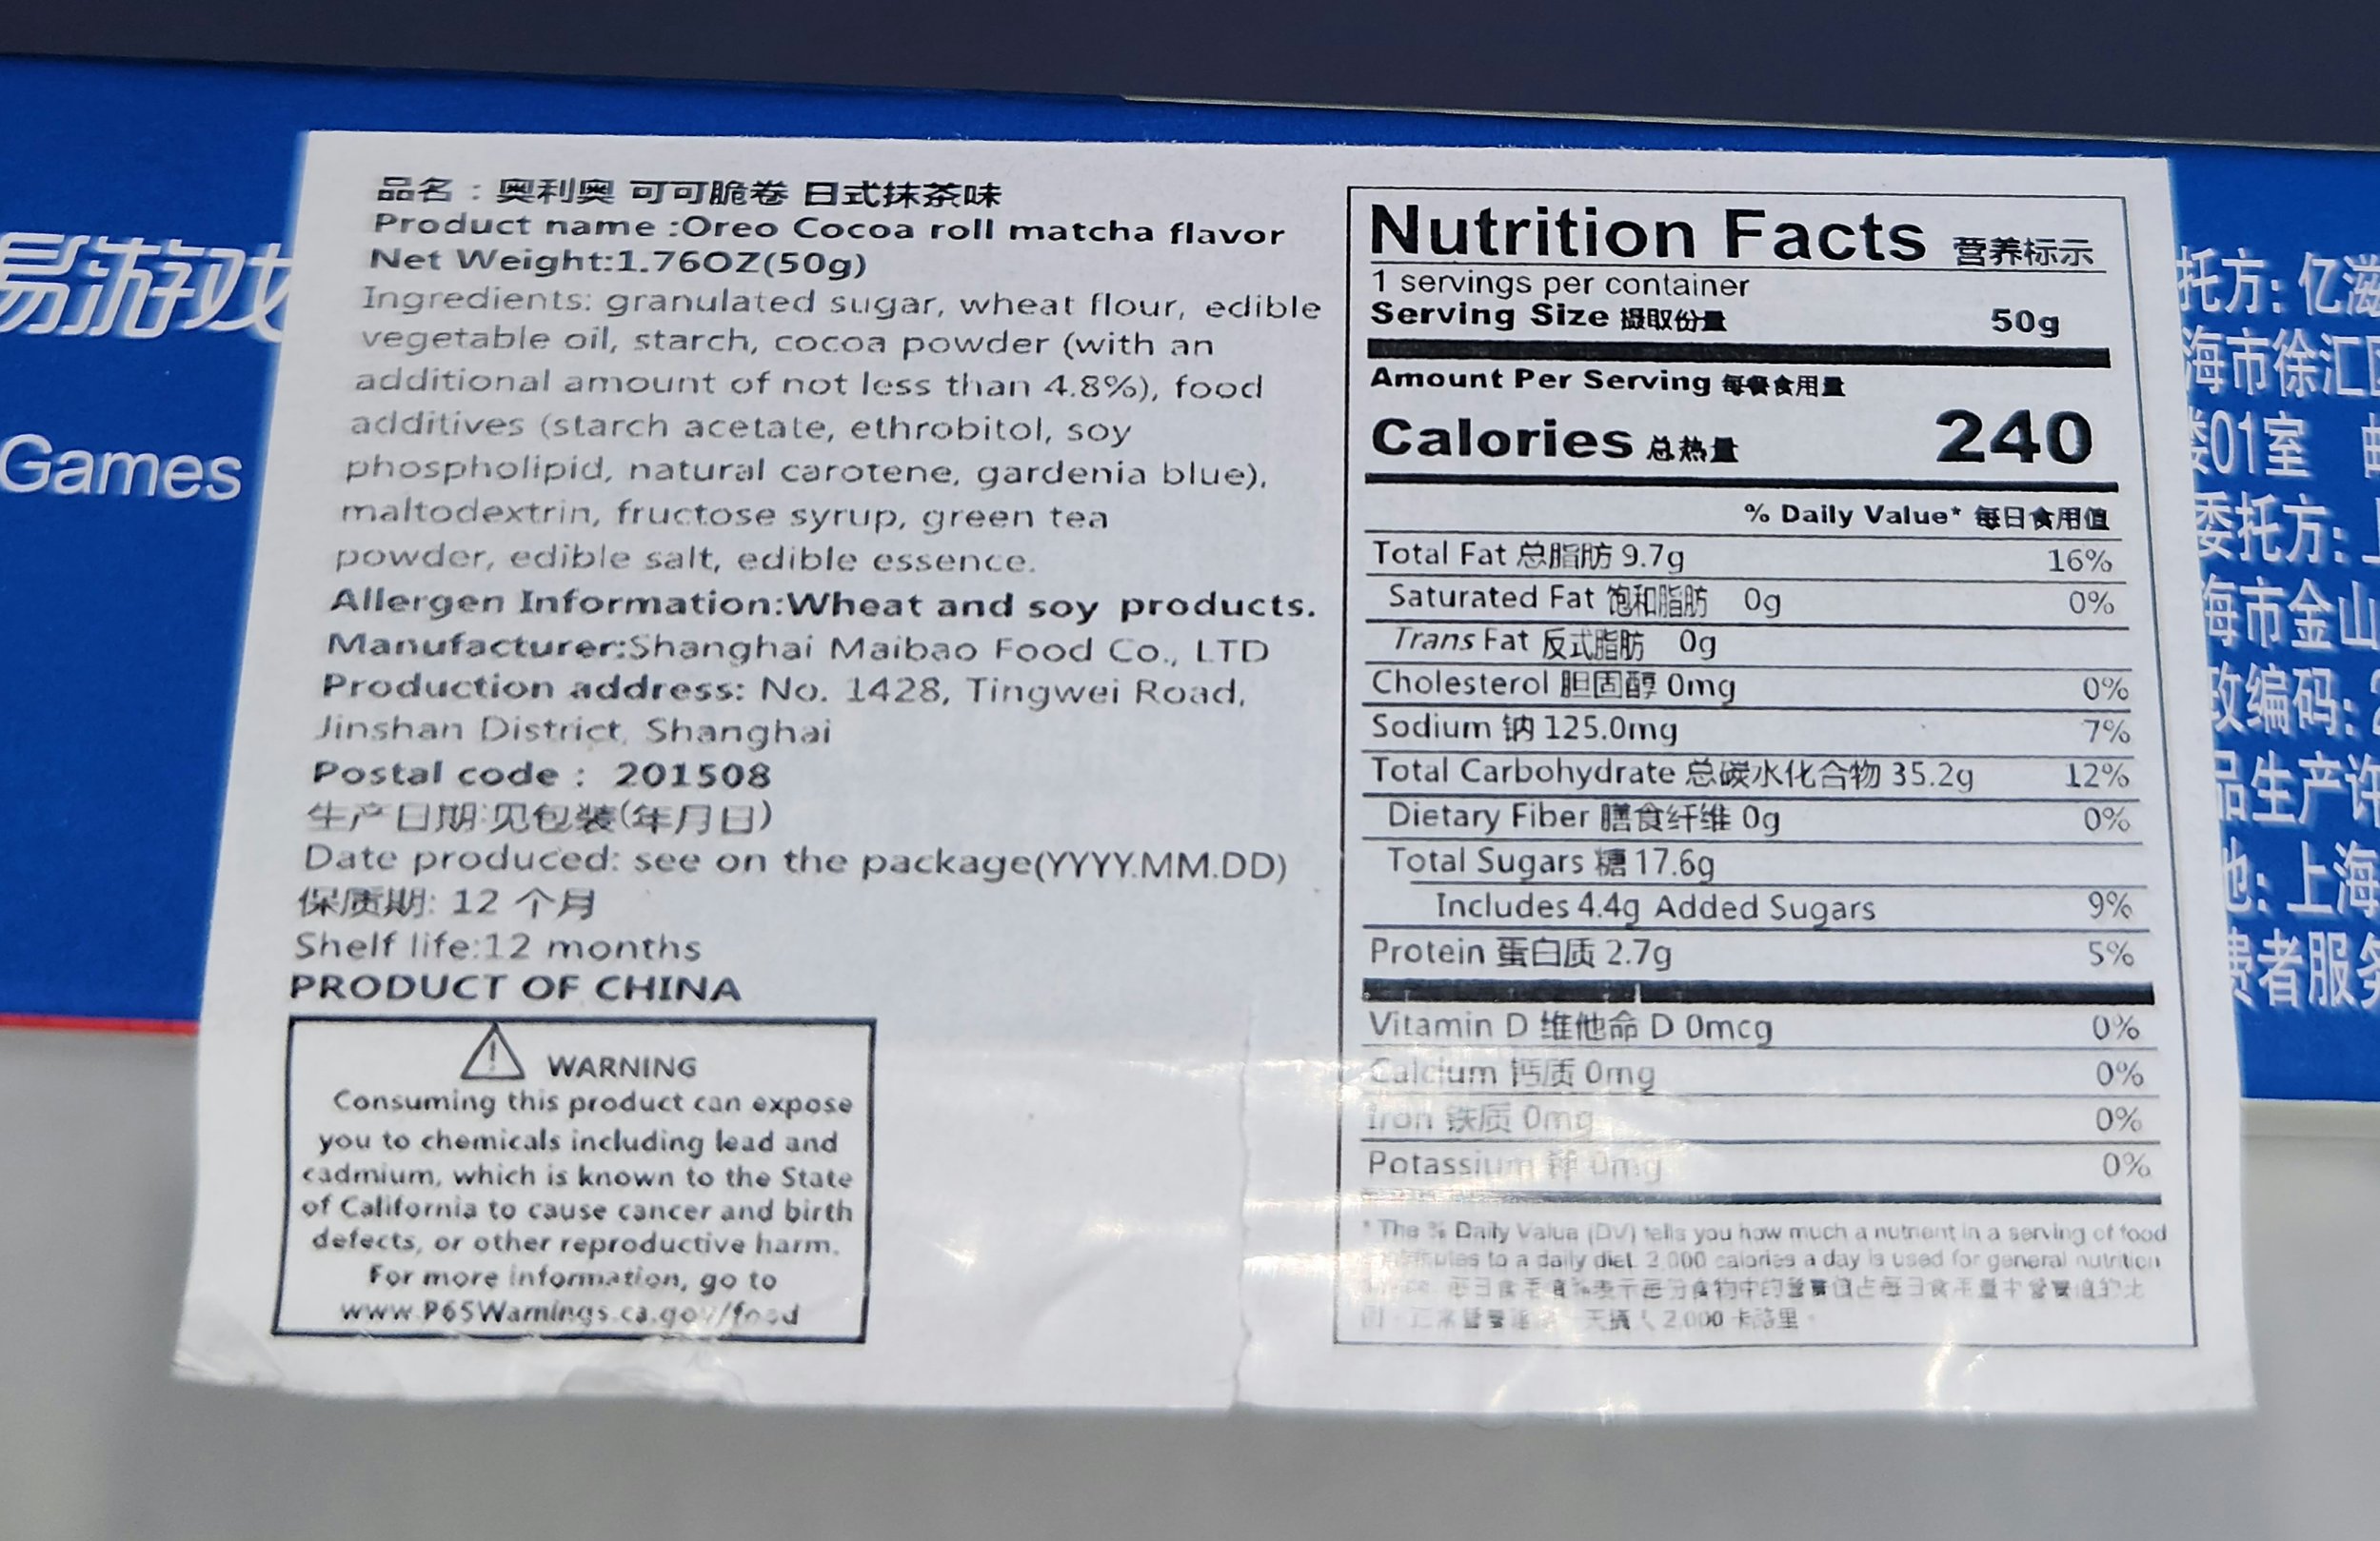 易游戏
Games
品名：奥利奥 可可脆卷 日式抹茶味
Product name :Oreo Cocoa roll matcha flavor
Net Weight:1.76OZ(50g)
Ingredients: granulated sugar, wheat flour, edible
vegetable oil, starch, cocoa powder (with an
additional amount of not less than 4.8%), food
additives (starch acetate, ethrobitol, soy
phospholipid, natural carotene, gardenia blue),
maltodextrin, fructose syrup, green tea
powder, edible salt, edible essence.
Allergen Information:Wheat and soy products.
Manufacturer:Shanghai Maibao Food Co., LTD
Production address: No. 1428, Tingwei Road,
Jinshan District, Shanghai
Postal code : 201508
生产日期:见包装(年月日)
Date produced: see on the package(YYYY.MM.DD)
保质期: 12 个月
Shelf life:12 months
PRODUCT OF CHINA
WARNING
Consuming this product can expose
you to chemicals including lead and
cadmium, which is known to the State
of California to cause cancer and birth
defects, or other reproductive harm.
For more information, go to
www.P65Warnings.ca.gov/food
Nutrition Facts 营养标示
1 servings per container
Serving Size 摄取份量 50g
Amount Per Serving 每餐食用量
Calories 总热量 240
% Daily Value* 每日食用值
Total Fat 总脂肪 9.7g 16%
Saturated Fat 饱和脂肪 0g 0%
Trans Fat 反式脂肪 0g
Cholesterol 胆固醇 0mg 0%
Sodium 钠 125.0mg 7%
Total Carbohydrate 总碳水化合物 35.2g 12%
Dietary Fiber 膳食纤维 0g 0%
Total Sugars 糖 17.6g
Includes 4.4g Added Sugars 9%
Protein 蛋白质 2.7g 5%
Vitamin D 维他命 D 0mcg 0%
Calcium 钙质 0mg 0%
Iron 铁质 0mg 0%
Potassium 钾 0mg 0%
* The % Daily Value (DV) tells you how much a nutrient in a serving of food
to a daily diet. 2,000 calories a day is used for general nutrition
2,000 卡路里。
托方: 亿滋
海市徐汇
楼01室
委托方: 上
海市金山
政编码: 2
品生产许
地: 上海
费者服务